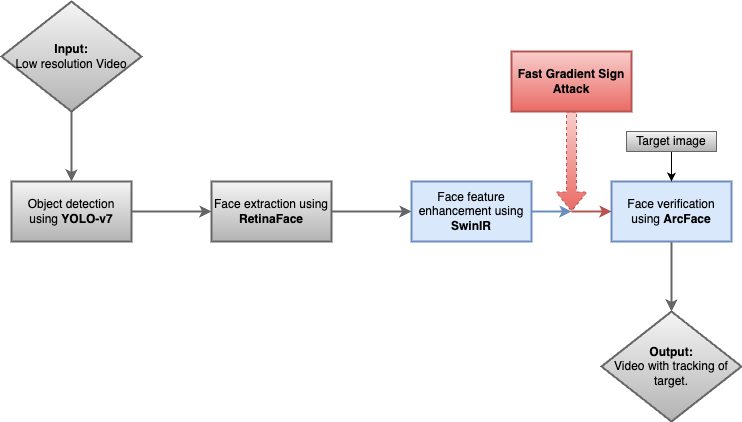 Input:
Low resolution Video
Fast Gradient Sign
Attack
Target image
Object detection
using YOLO-v7
Face extraction using
RetinaFace
Face feature
enhancement using
SwinIR
Face verification
using ArcFace
Output:
Video with tracking of
target.